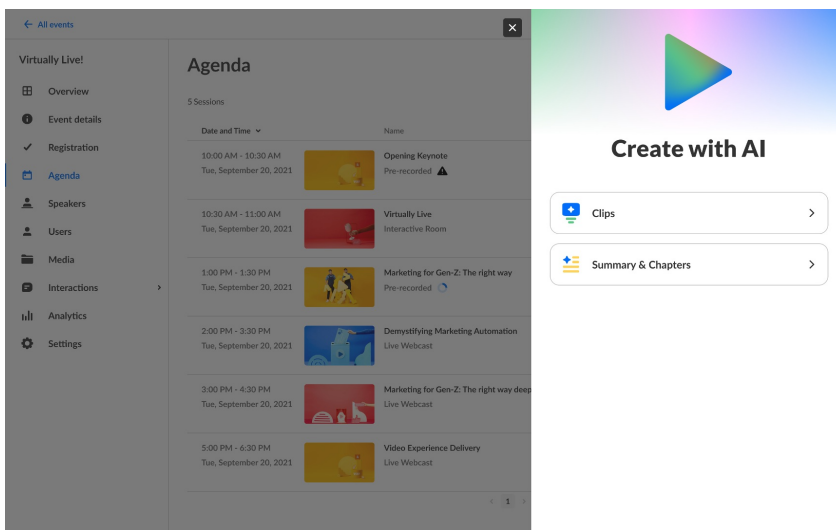 All events
Virtually Live!
Overview
Event details
Registration
Agenda
Speakers
Users
Media
Interactions
Analytics
Settings
Agenda
5 Sessions
Date and Time
Name
10:00 AM - 10:30 AM
Tue, September 20, 2021
Opening Keynote
Pre-recorded
10:30 AM - 11:00 AM
Tue, September 20, 2021
Virtually Live
Interactive Room
1:00 PM - 1:30 PM
Tue, September 20, 2021
Marketing for Gen-Z: The right way
Pre-recorded
2:00 PM - 3:30 PM
Tue, September 20, 2021
Demystifying Marketing Automation
Live Webcast
3:00 PM - 4:30 PM
Tue, September 20, 2021
Marketing for Gen-Z: The right way deep
Live Webcast
5:00 PM - 6:30 PM
Tue, September 20, 2021
Video Experience Delivery
Live Webcast
1
Create with AI
Clips
Summary & Chapters